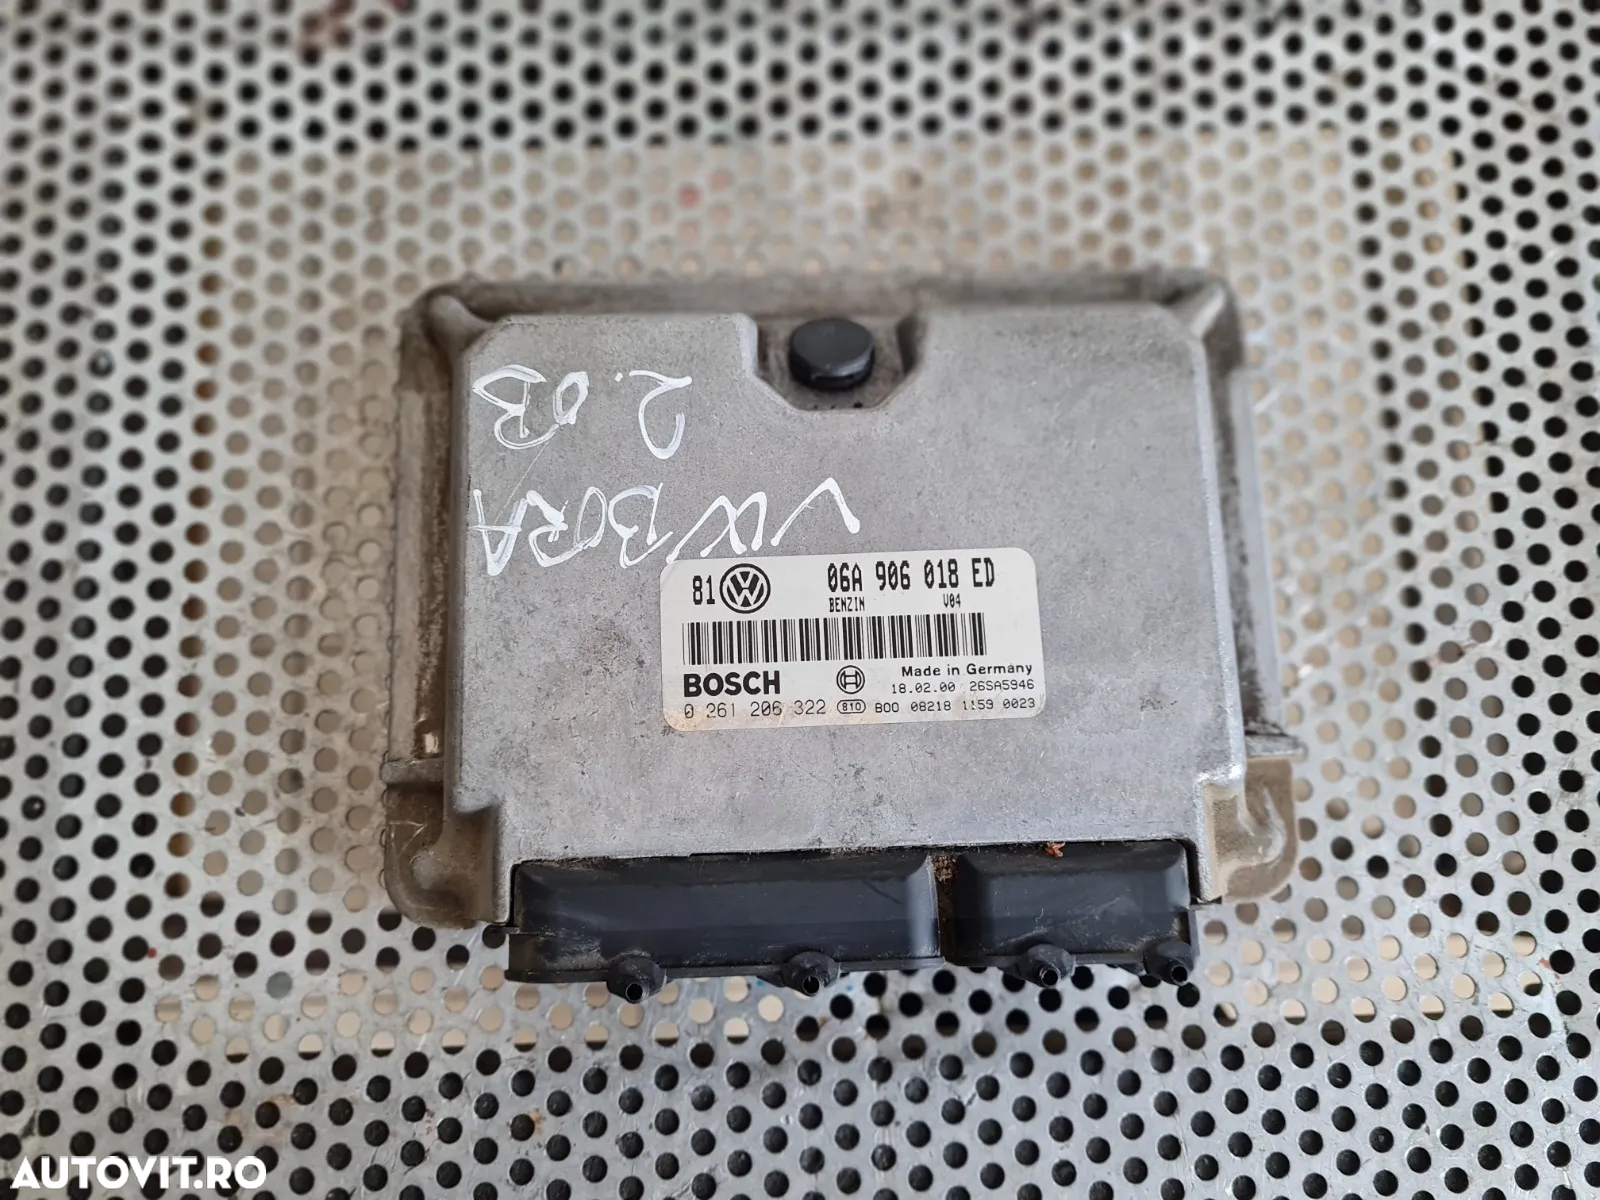 VW BORA
2.0B
81 06A 906 018 ED
BENZIN V04
BOSCH Made in Germany
18.02.00 26SA5946
0 261 206 322 810 B00 08218 1159 0023
AUTOVIT.RO